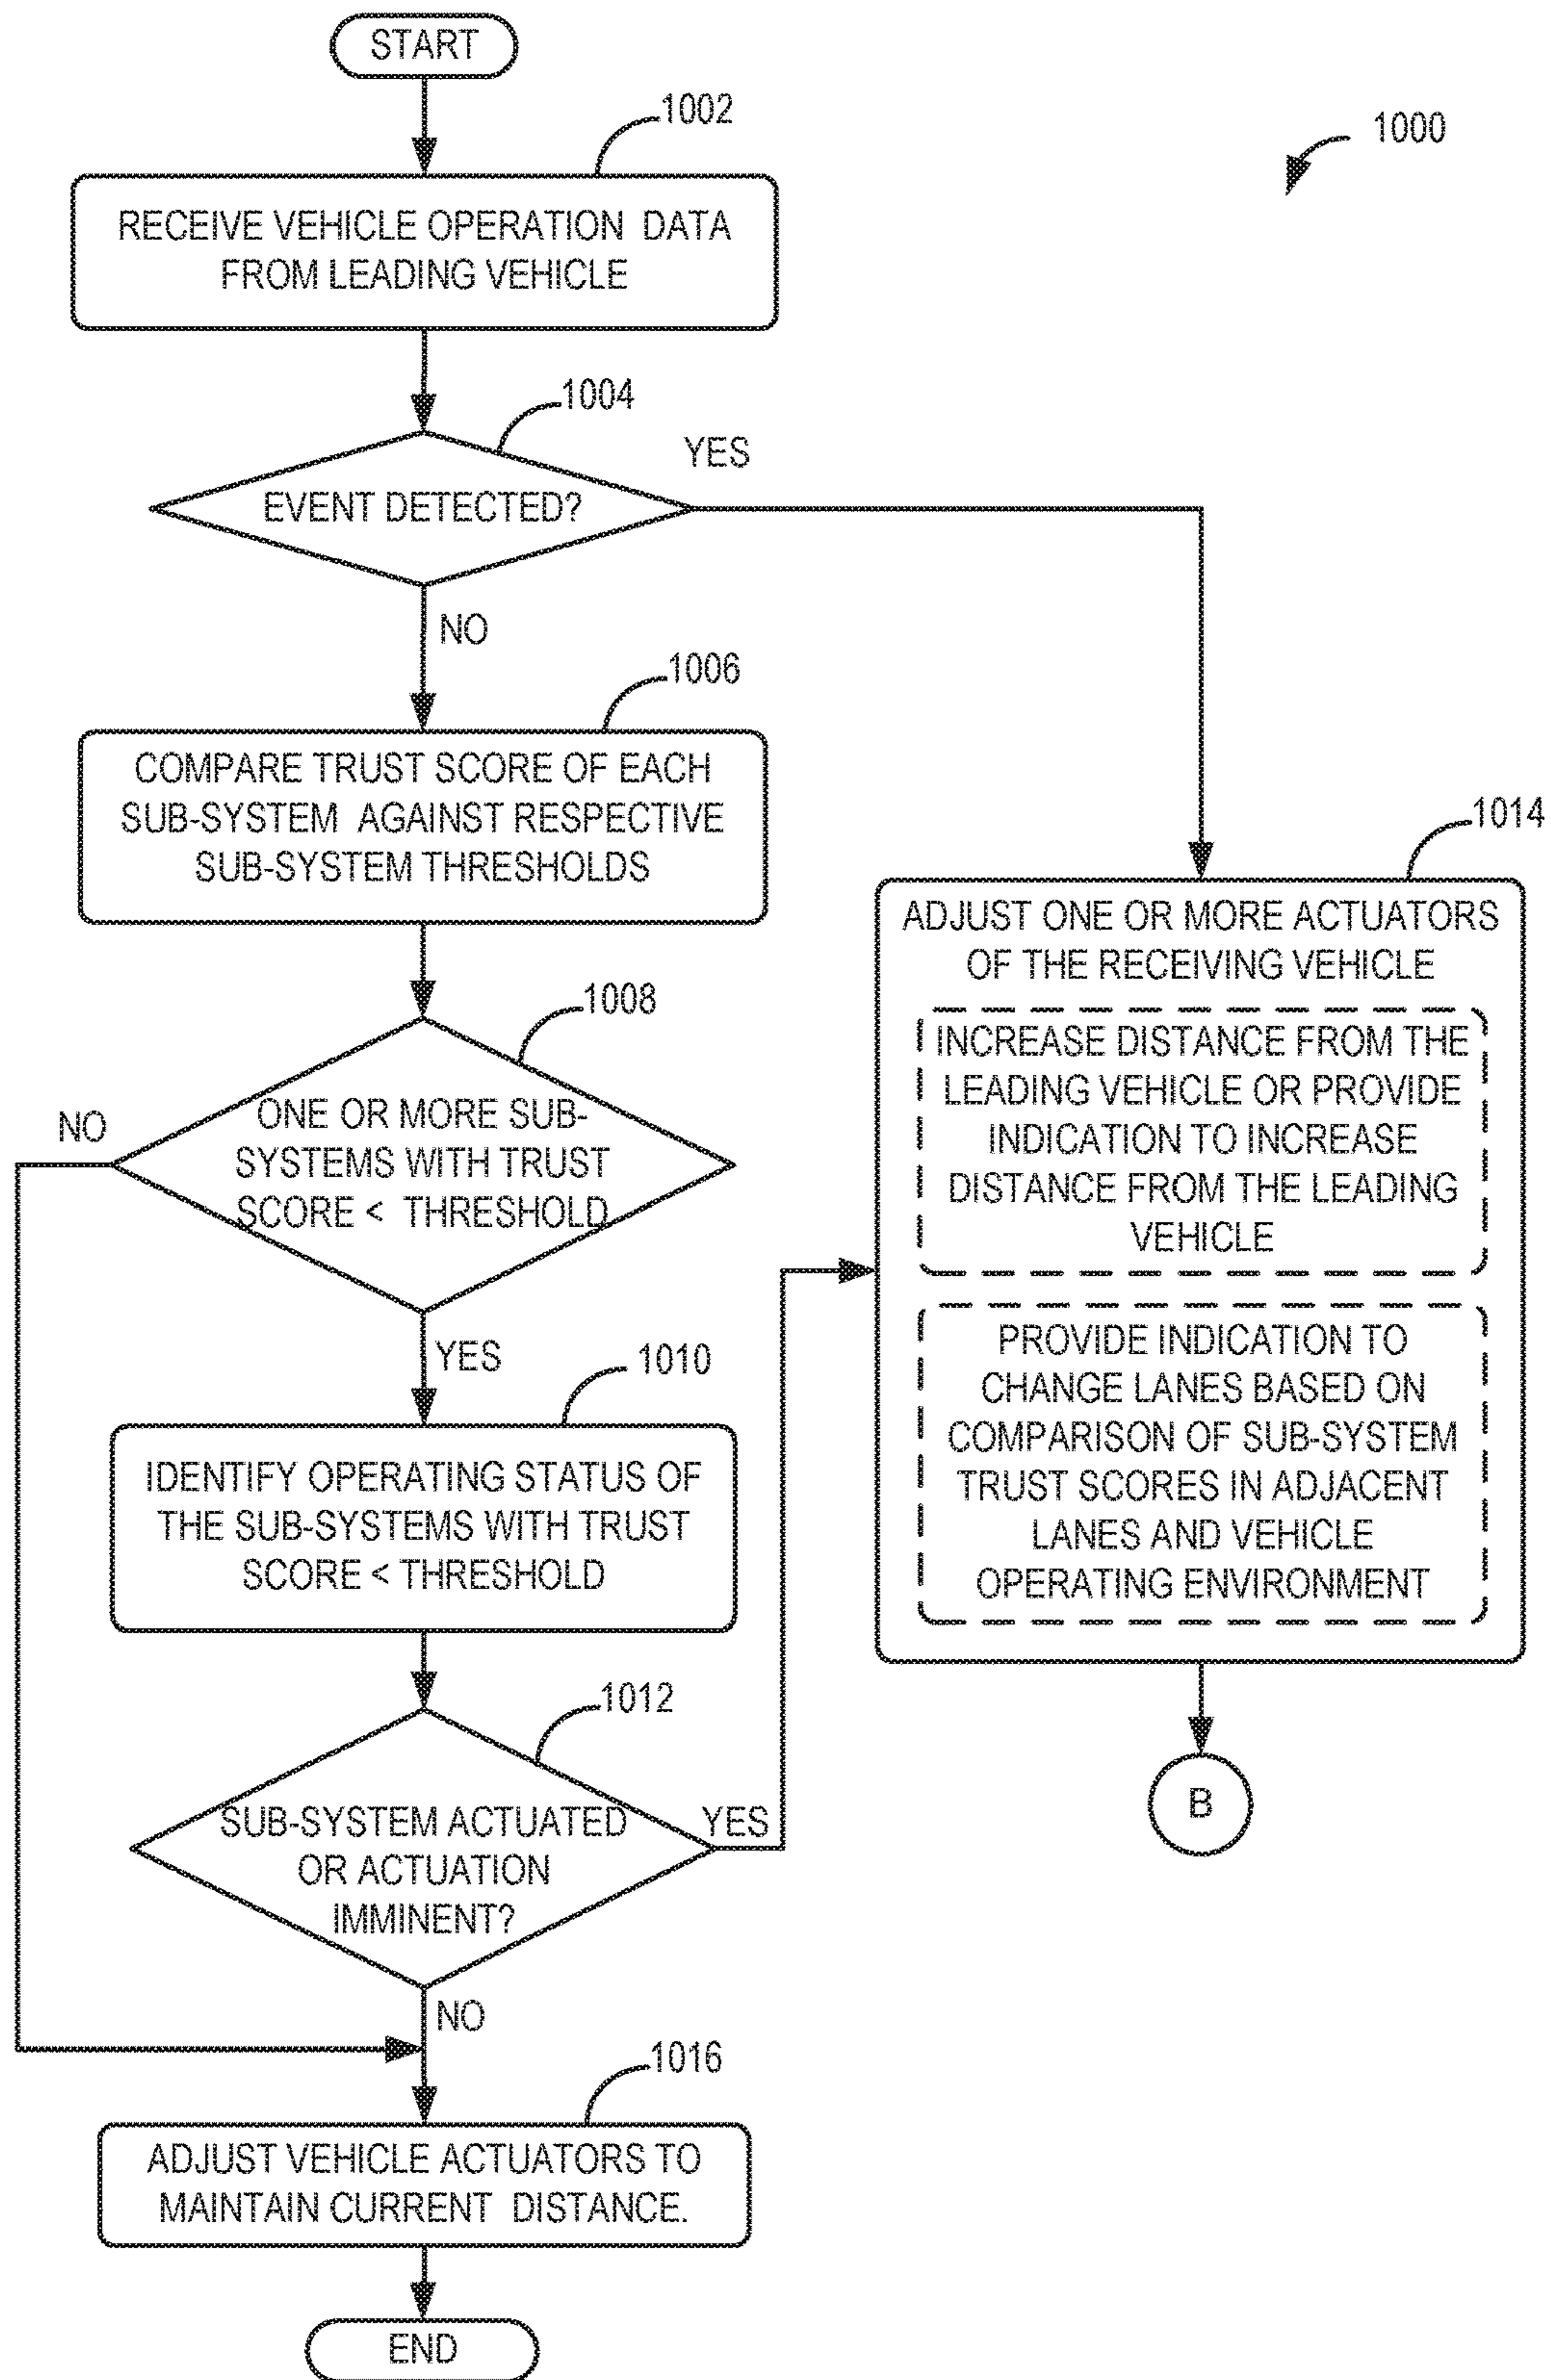 START
1002
1000
RECEIVE VEHICLE OPERATION DATA
FROM LEADING VEHICLE
1004
YES
EVENT DETECTED?
NO
1006
COMPARE TRUST SCORE OF EACH
SUB-SYSTEM AGAINST RESPECTIVE
SUB-SYSTEM THRESHOLDS
1008
NO
ONE OR MORE SUB-
SYSTEMS WITH TRUST
SCORE < THRESHOLD
YES
1010
IDENTIFY OPERATING STATUS OF
THE SUB-SYSTEMS WITH TRUST
SCORE < THRESHOLD
1012
SUB-SYSTEM ACTUATED
OR ACTUATION
IMMINENT?
YES
NO
1014
ADJUST ONE OR MORE ACTUATORS
OF THE RECEIVING VEHICLE
INCREASE DISTANCE FROM THE
LEADING VEHICLE OR PROVIDE
INDICATION TO INCREASE
DISTANCE FROM THE LEADING
VEHICLE
PROVIDE INDICATION TO
CHANGE LANES BASED ON
COMPARISON OF SUB-SYSTEM
TRUST SCORES IN ADJACENT
LANES AND VEHICLE
OPERATING ENVIRONMENT
B
1016
ADJUST VEHICLE ACTUATORS TO
MAINTAIN CURRENT DISTANCE.
END